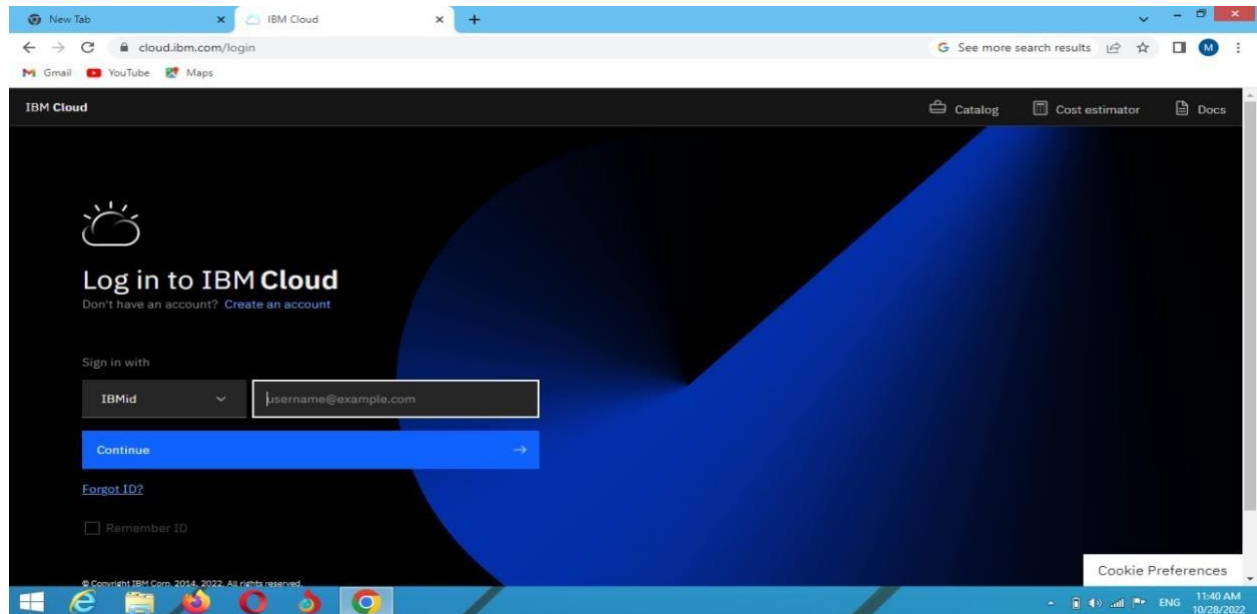 New Tab
IBM Cloud
cloud.ibm.com/login
G See more search results
M
Gmail
YouTube
Maps
IBM Cloud
Catalog
Cost estimator
Docs
Log in to IBM Cloud
Don't have an account? Create an account
Sign in with
IBMid
username@example.com
Continue
Forgot ID?
Remember ID
© Copyright IBM Corp. 2014, 2022. All rights reserved.
Cookie Preferences
ENG
11:40 AM
10/28/2022